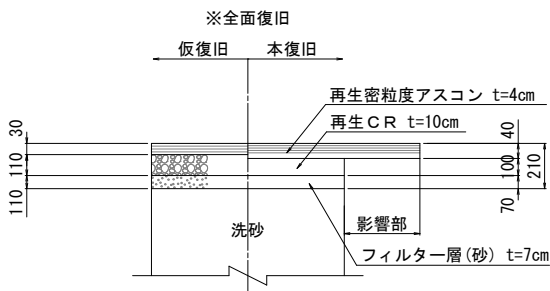 ※全面復旧
仮復旧
本復旧
再生密粒度アスコン t=4cm
再生CR t=10cm
30
110
110
40
100
70
210
影響部
洗砂
フィルター層(砂) t=7cm